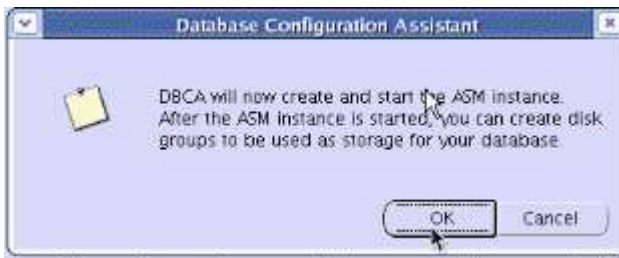 Database Configuration Assistant
DBCA will now create and start the ASM instance.
After the ASM instance is started, you can create disk
groups to be used as storage for your database.
OK Cancel